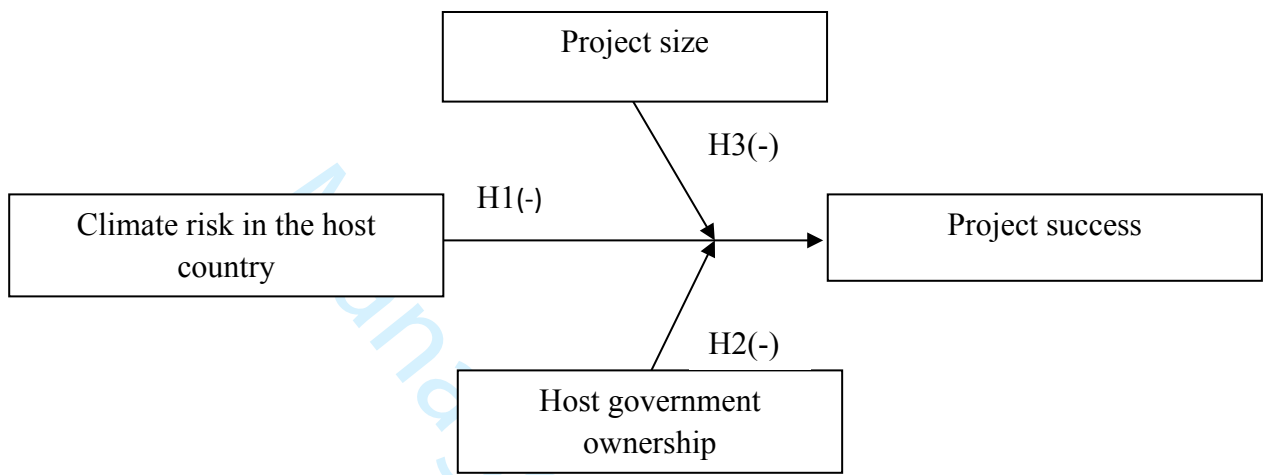 Project size
H3(-)
H1(-)
Climate risk in the host
country
Project success
H2(-)
Host government
ownership